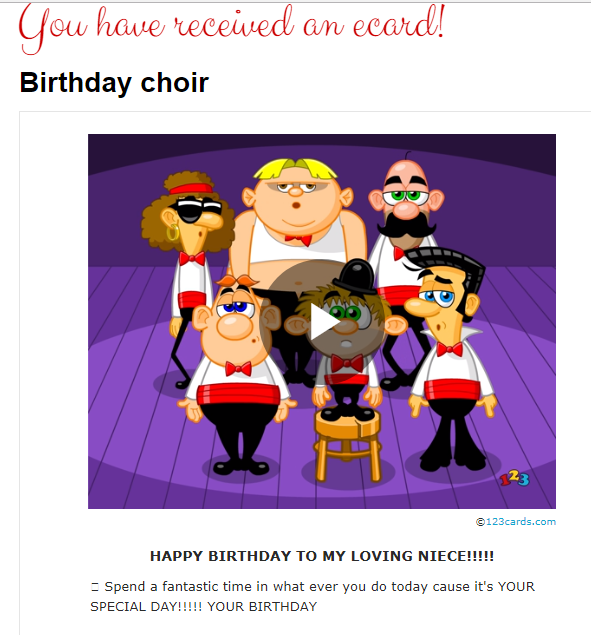 You have received an ecard!
Birthday choir
123
©123cards.com
HAPPY BIRTHDAY TO MY LOVING NIECE!!!!!
Spend a fantastic time in what ever you do today cause it's YOUR
SPECIAL DAY!!!!! YOUR BIRTHDAY